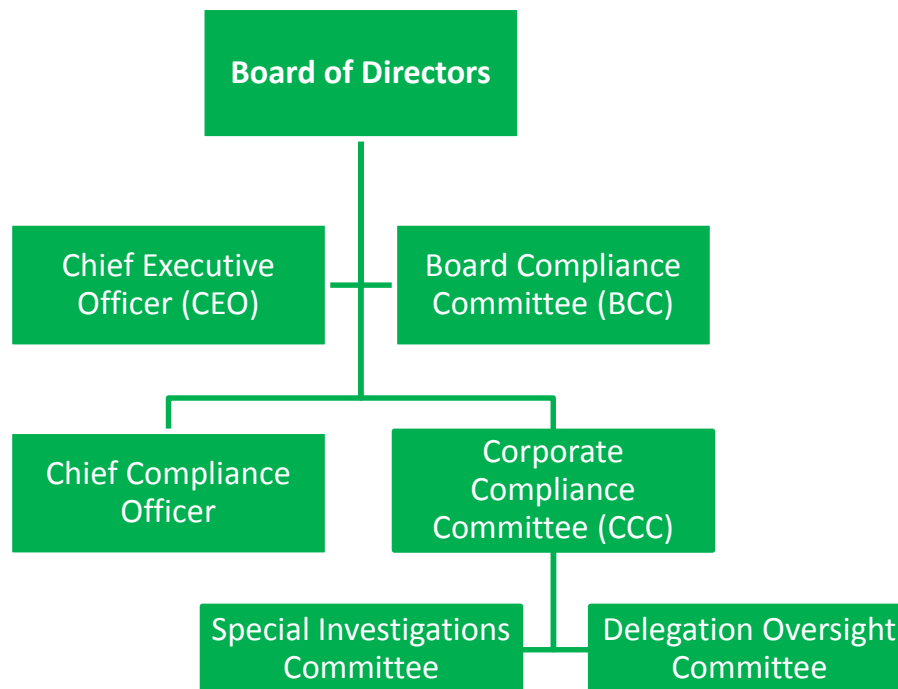 Board of Directors
Chief Executive
Officer (CEO)
Board Compliance
Committee (BCC)
Chief Compliance
Officer
Corporate
Compliance
Committee (CCC)
Special Investigations
Committee
Delegation Oversight
Committee